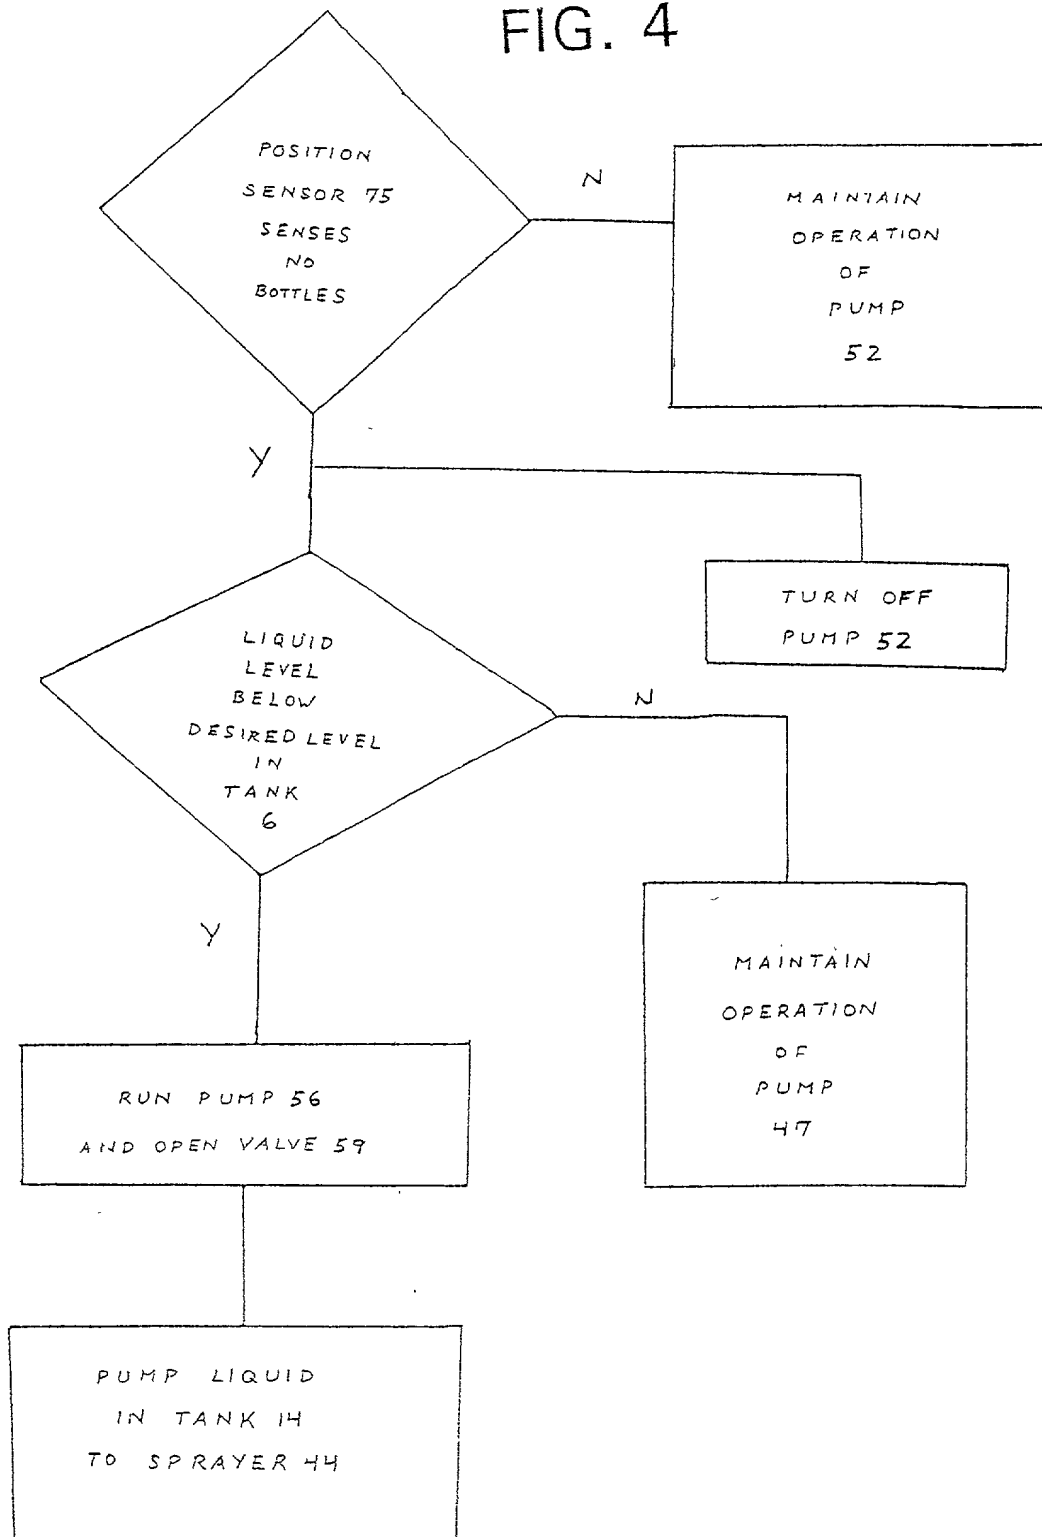 FIG. 4
POSITION
SENSOR 75
SENSES
NO
BOTTLES
N
MAINTAIN
OPERATION
OF
PUMP
52
Y
TURN OFF
PUMP 52
LIQUID
LEVEL
BELOW
DESIRED LEVEL
IN
TANK
6
N
MAINTAIN
OPERATION
OF
PUMP
47
Y
RUN PUMP 56
AND OPEN VALVE 59
PUMP LIQUID
IN TANK 14
TO SPRAYER 44